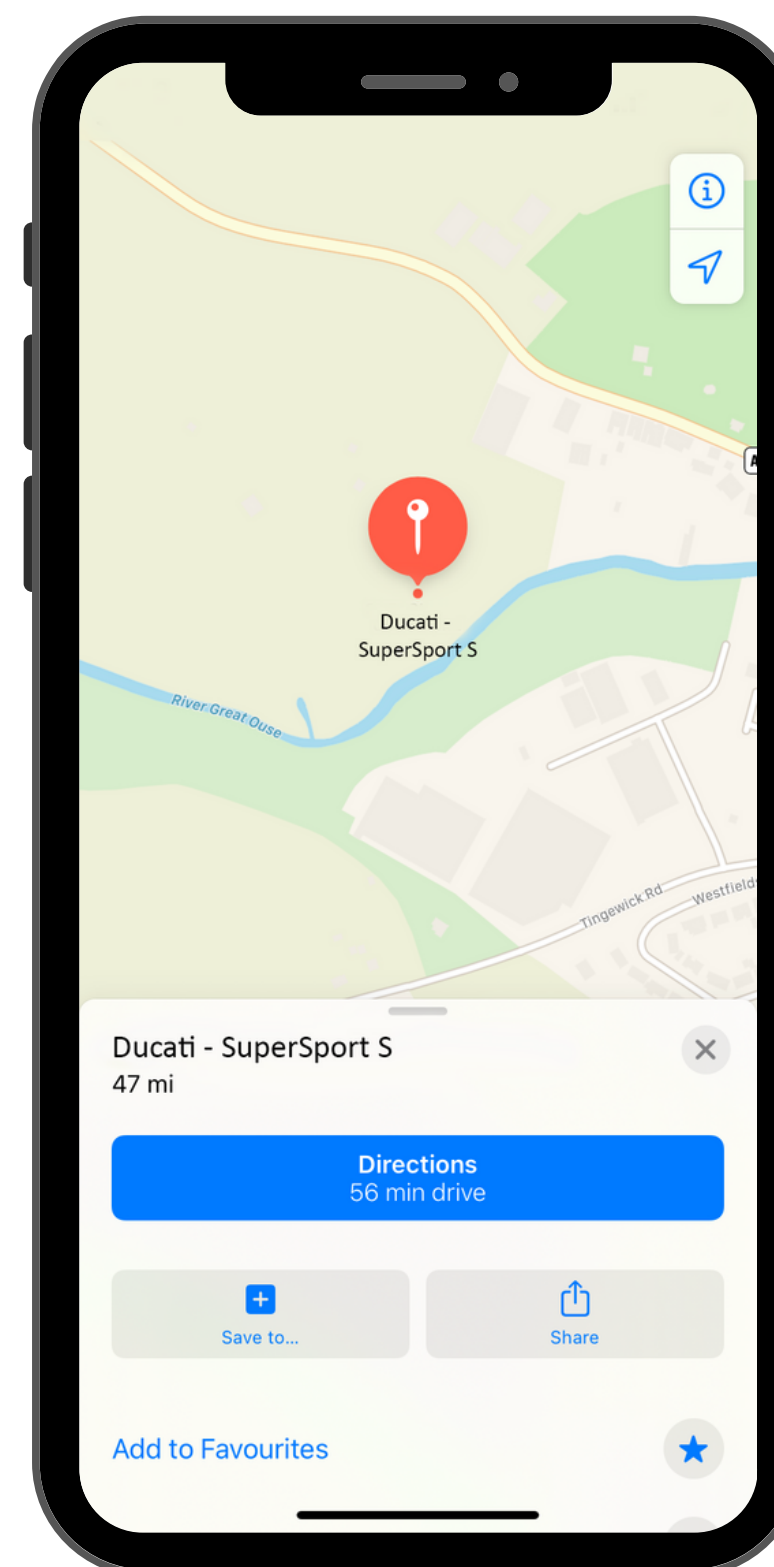 A
Ducati -
SuperSport S
River Great Ouse
Tingewick Rd
Westfield
Ducati - SuperSport S
47 mi
Directions
56 min drive
Save to...
Share
Add to Favourites